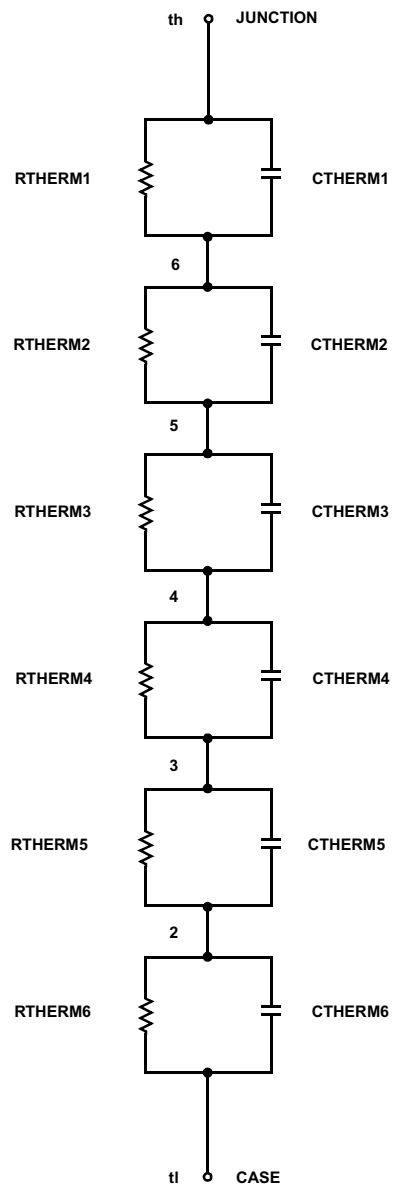 th JUNCTION
RTHERM1 CTHERM1
6
RTHERM2 CTHERM2
5
RTHERM3 CTHERM3
4
RTHERM4 CTHERM4
3
RTHERM5 CTHERM5
2
RTHERM6 CTHERM6
tl CASE